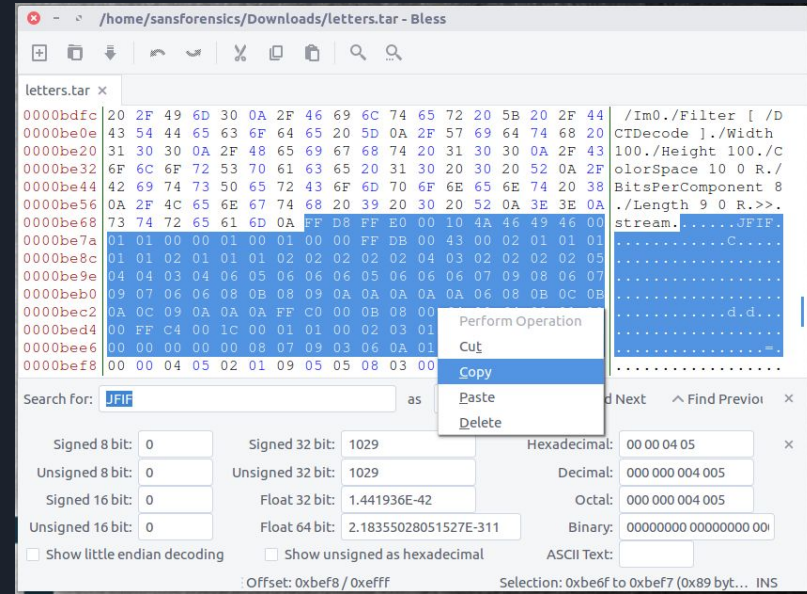 /home/sansforensics/Downloads/letters.tar - Bless
letters.tar ×
0000bdfc 20 2F 49 6D 30 0A 2F 46 69 6C 74 65 72 20 5B 20 2F 44 /Im0./Filter [ /D
0000be0e 43 54 44 65 63 6F 64 65 20 5D 0A 2F 57 69 64 74 68 20 CTDecode ]./Width
0000be20 31 30 30 0A 2F 48 65 69 67 68 74 20 31 30 30 0A 2F 43 100./Height 100./C
0000be32 6F 6C 6F 72 53 70 61 63 65 20 31 30 20 30 20 52 0A 2F olorSpace 10 0 R./
0000be44 42 69 74 73 50 65 72 43 6F 6D 70 6F 6E 65 6E 74 20 38 BitsPerComponent 8
0000be56 0A 2F 4C 65 6E 67 74 68 20 39 20 30 20 52 0A 3E 3E 0A ./Length 9 0 R.>>.
0000be68 73 74 72 65 61 6D 0A FF D8 FF E0 00 10 4A 46 49 46 00 stream.......JFIF.
0000be7a 01 01 00 00 01 00 01 00 00 FF DB 00 43 00 02 01 01 01 ............C.....
0000be8c 01 01 02 01 01 01 02 02 02 02 02 04 03 02 02 02 02 05 ..................
0000be9e 04 04 03 04 06 05 06 06 06 05 06 06 06 07 09 08 06 07 ..................
0000beb0 09 07 06 06 08 0B 08 09 0A 0A 0A 0A 0A 06 08 0B 0C 0B ..................
0000bec2 0A 0C 09 0A 0A 0A FF C0 00 0B 08 00 ............d.d...
0000bed4 00 FF C4 00 1C 00 01 01 00 02 03 01 ..................
0000bee6 00 00 00 00 00 08 07 09 03 06 0A 01 ................=.
0000bef8 00 00 04 05 02 01 09 05 05 08 03 00 ..................
Perform Operation
Cut
Copy
Paste
Delete
Search for: JFIF as Next Find Previou ×
Signed 8 bit: 0 Signed 32 bit: 1029 Hexadecimal: 00 00 04 05 ×
Unsigned 8 bit: 0 Unsigned 32 bit: 1029 Decimal: 000 000 004 005
Signed 16 bit: 0 Float 32 bit: 1.441936E-42 Octal: 000 000 004 005
Unsigned 16 bit: 0 Float 64 bit: 2.18355028051527E-311 Binary: 00000000 00000000 00
Show little endian decoding Show unsigned as hexadecimal ASCII Text:
Offset: 0xbef8 / 0xefff Selection: 0xbe6f to 0xbef7 (0x89 byt... INS